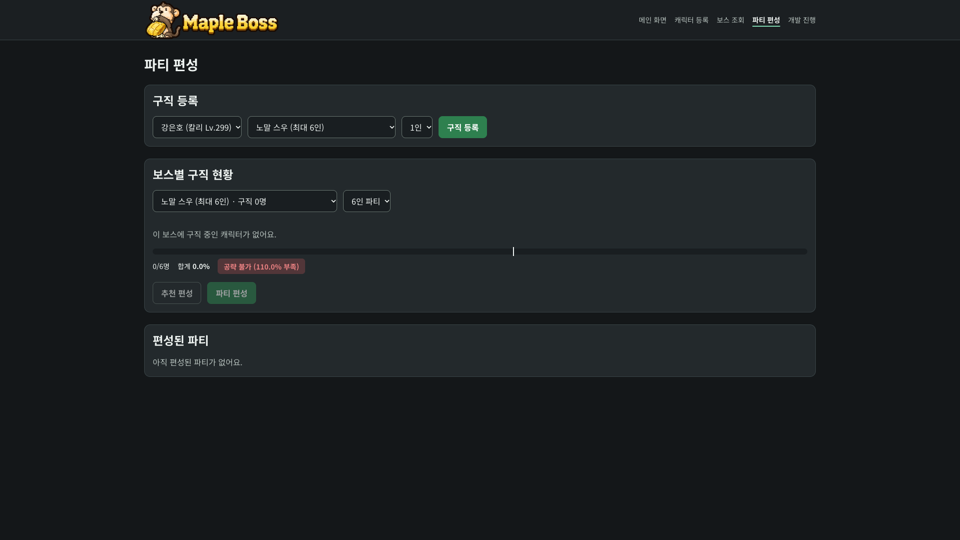 Maple Boss
메인 화면 캐릭터 등록 보스 조회 파티 편성 개발 진행
파티 편성
구직 등록
강은호 (칼리 Lv.299) 노말 스우 (최대 6인) 1인 구직 등록
보스별 구직 현황
노말 스우 (최대 6인) · 구직 0명 6인 파티
이 보스에 구직 중인 캐릭터가 없어요.
0/6명 합계 0.0% 공략 불가 (110.0% 부족)
추천 편성 파티 편성
편성된 파티
아직 편성된 파티가 없어요.